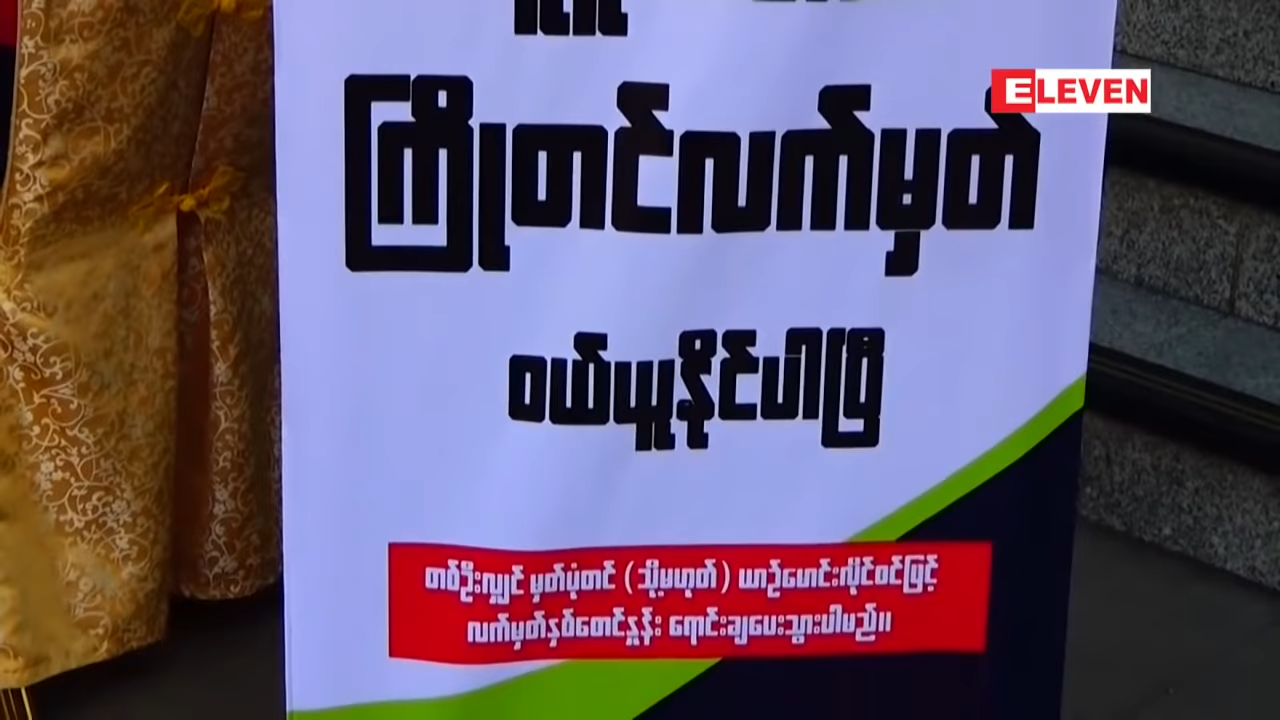 ELEVEN
ကြိုတင်လက်မှတ်
ဝယ်ယူနိုင်ပါပြီ
တစ်ဦးလျှင် မှတ်ပုံတင် (သို့မဟုတ်) ယာဉ်မောင်းလိုင်စင်ဖြင့်
လက်မှတ်နှစ်စောင်နှုန်း ရောင်းချပေးသွားပါမည်။